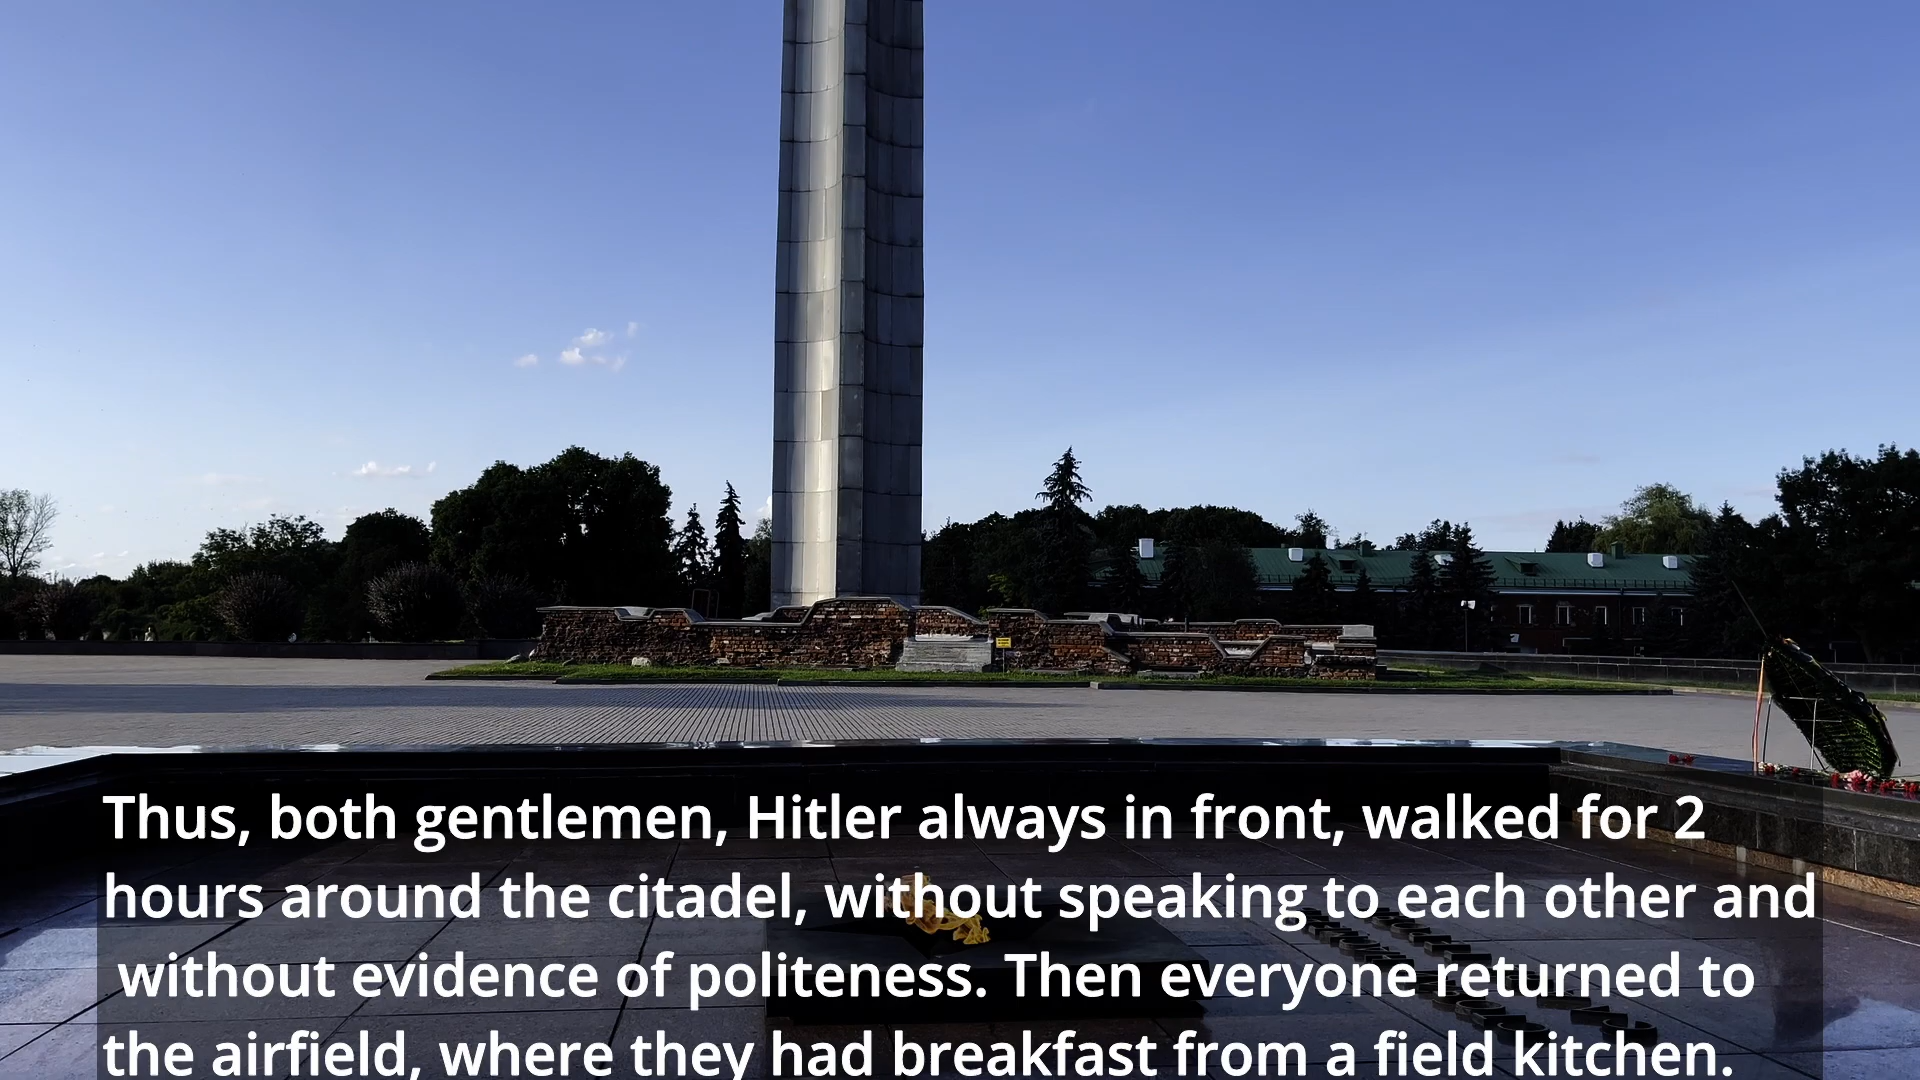 Thus, both gentlemen, Hitler always in front, walked for 2
hours around the citadel, without speaking to each other and
without evidence of politeness. Then everyone returned to
the airfield, where they had breakfast from a field kitchen.